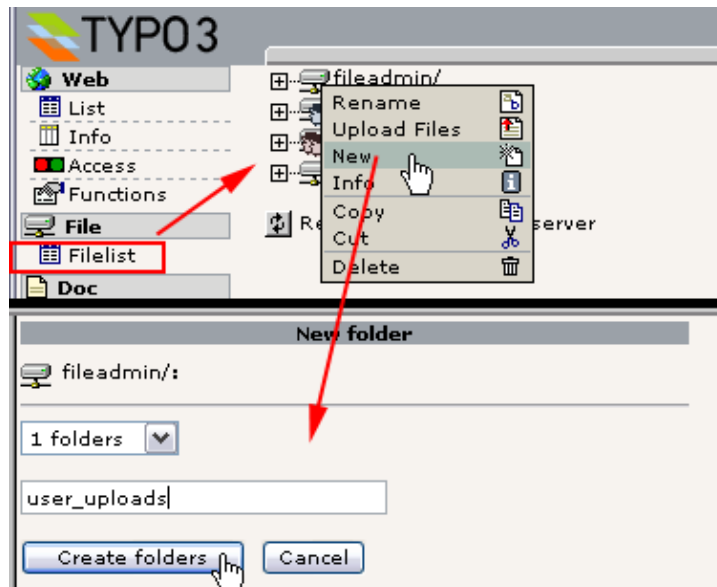 TYPO3
Web
List
Info
Access
Functions
File
Filelist
Doc
fileadmin/
Rename
Upload Files
New
Info
Copy
Cut
Delete
server
New folder
fileadmin/:
1 folders
user_uploads
Create folders
Cancel